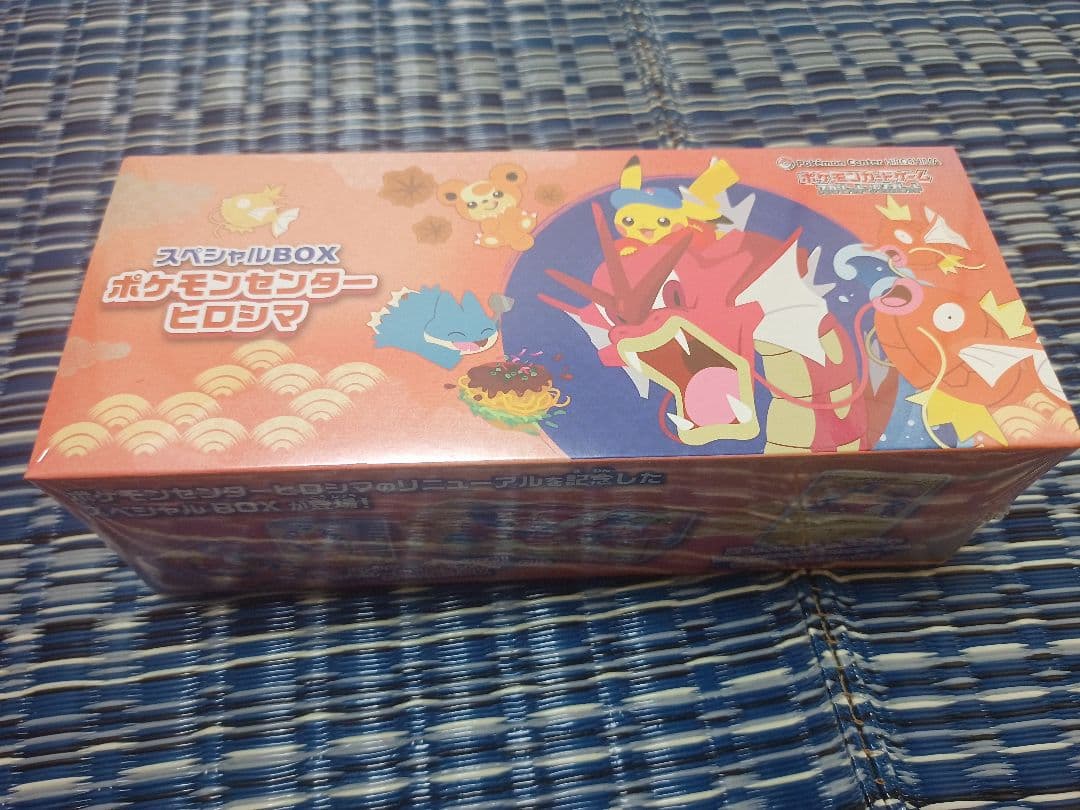 Pokémon Center HIROSHIMA
ポケモンカードゲーム
スペシャルBOX
ポケモンセンター
ヒロシマ
ポケモンセンターヒロシマのリニューアルを記念した
スペシャルBOXが登場!